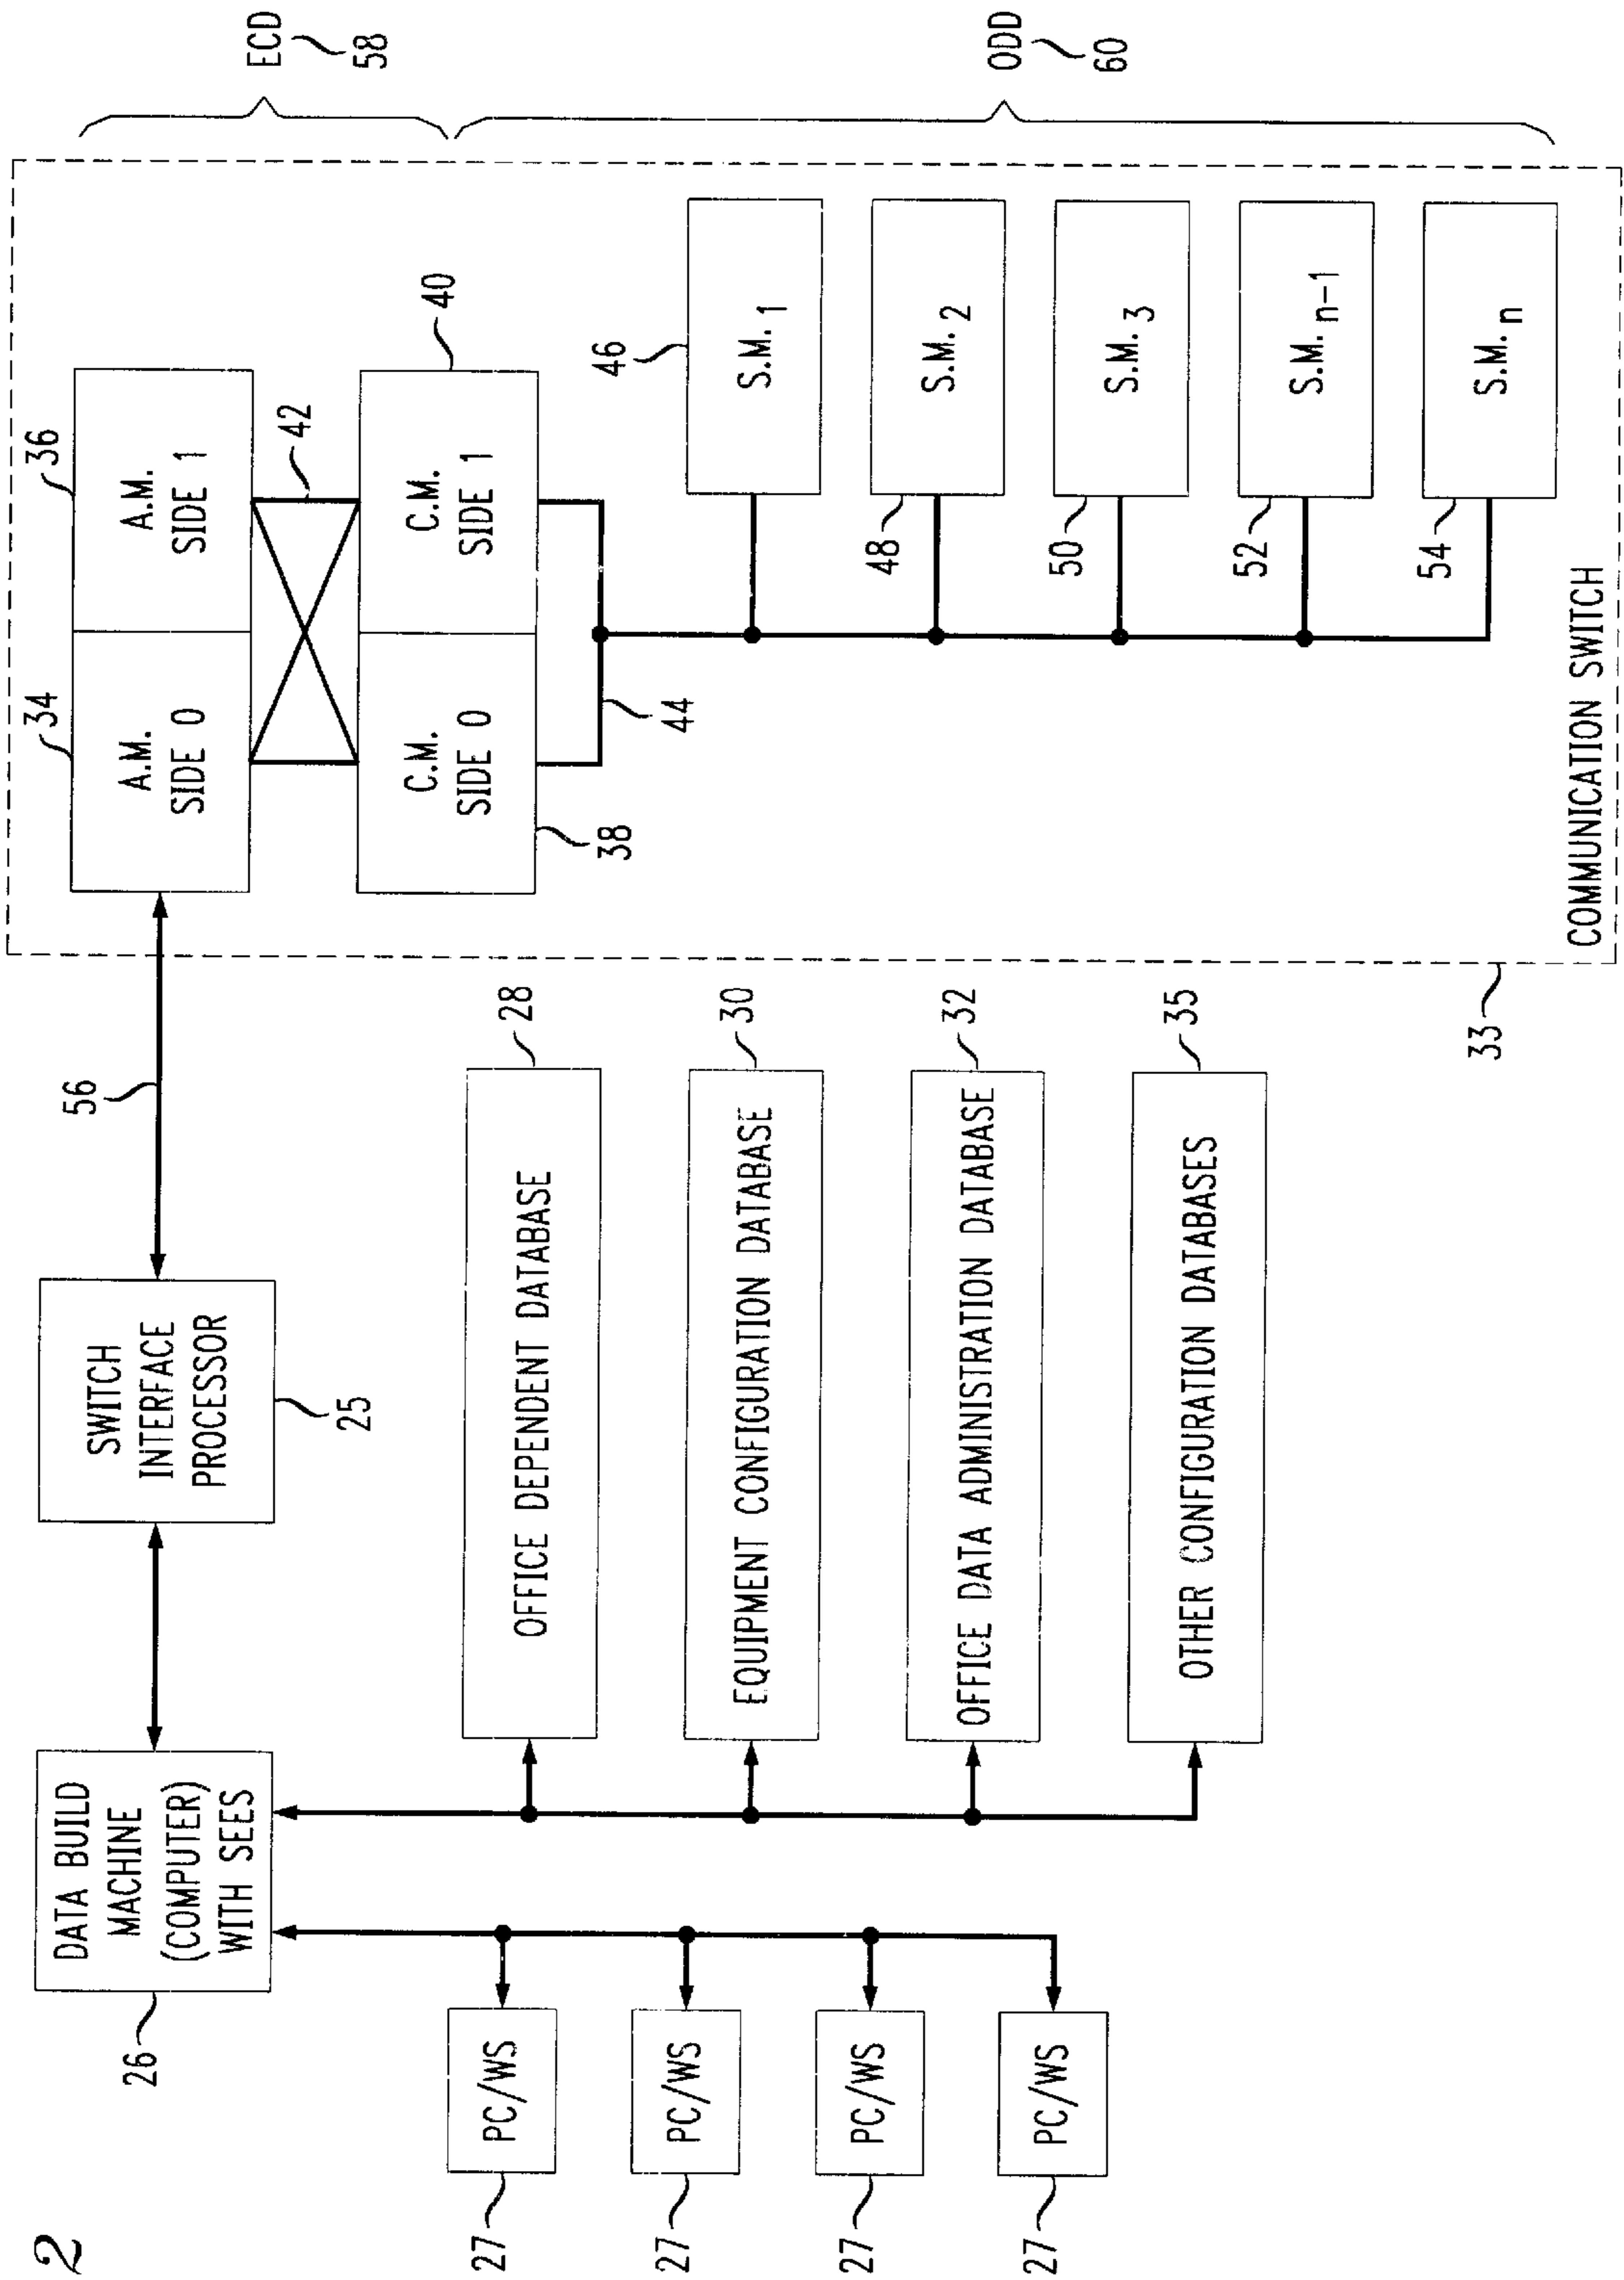 2
26
DATA BUILD
MACHINE
(COMPUTER)
WITH SEES
SWITCH
INTERFACE
PROCESSOR
25
56
27
PC/WS
27
PC/WS
27
PC/WS
27
PC/WS
OFFICE DEPENDENT DATABASE
28
EQUIPMENT CONFIGURATION DATABASE
30
OFFICE DATA ADMINISTRATION DATABASE
32
OTHER CONFIGURATION DATABASES
35
33
34
A.M.
SIDE 0
36
A.M.
SIDE 1
42
C.M.
SIDE 0
38
C.M.
SIDE 1
40
44
46
S.M. 1
48
S.M. 2
50
S.M. 3
52
S.M. n-1
54
S.M. n
COMMUNICATION SWITCH
ECD
58
ODD
60